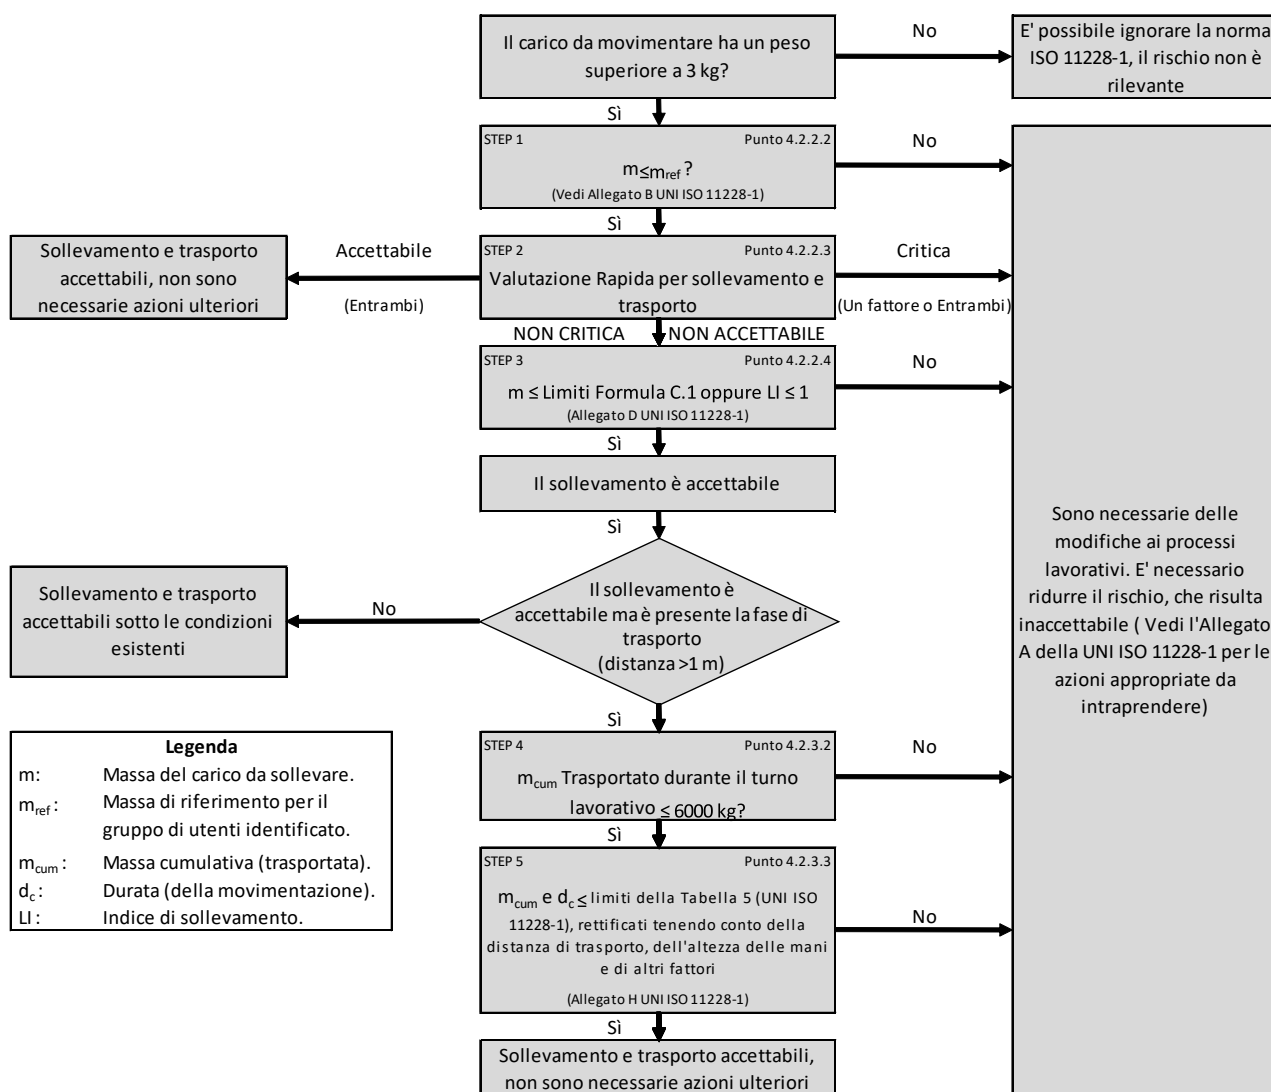 Il carico da movimentare ha un peso
superiore a 3 kg?
No
E' possibile ignorare la norma
ISO 11228-1, il rischio non è
rilevante
Sì
STEP 1 Punto 4.2.2.2
m≤mref ?
(Vedi Allegato B UNI ISO 11228-1)
No
Sì
STEP 2 Punto 4.2.2.3
Valutazione Rapida per sollevamento e
trasporto
Accettabile
(Entrambi)
Sollevamento e trasporto
accettabili, non sono
necessarie azioni ulteriori
Critica
(Un fattore o Entrambi)
NON CRITICA NON ACCETTABILE
STEP 3 Punto 4.2.2.4
m ≤ Limiti Formula C.1 oppure LI ≤ 1
(Allegato D UNI ISO 11228-1)
No
Sì
Il sollevamento è accettabile
Sì
Il sollevamento è
accettabile ma è presente la fase di
trasporto
(distanza >1 m)
No
Sollevamento e trasporto
accettabili sotto le condizioni
esistenti
Sono necessarie delle
modifiche ai processi
lavorativi. E' necessario
ridurre il rischio, che risulta
inaccettabile ( Vedi l'Allegato
A della UNI ISO 11228-1 per le
azioni appropriate da
intraprendere)
Sì
STEP 4 Punto 4.2.3.2
mcum Trasportato durante il turno
lavorativo ≤ 6000 kg?
No
Sì
STEP 5 Punto 4.2.3.3
mcum e dc ≤ limiti della Tabella 5 (UNI ISO
11228-1), rettificati tenendo conto della
distanza di trasporto, dell'altezza delle mani
e di altri fattori
(Allegato H UNI ISO 11228-1)
No
Sì
Sollevamento e trasporto accettabili,
non sono necessarie azioni ulteriori
Legenda
m: Massa del carico da sollevare.
mref : Massa di riferimento per il
gruppo di utenti identificato.
mcum : Massa cumulativa (trasportata).
dc : Durata (della movimentazione).
LI : Indice di sollevamento.